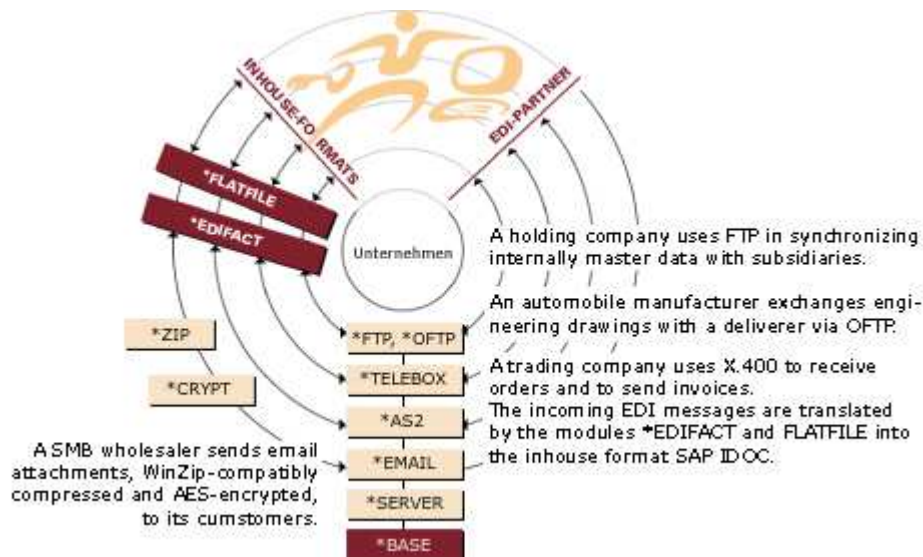 INHOUSE-FORMATS
EDI-PARTNER
*FLATFILE
*EDIFACT
Unternehmen
A holding company uses FTP in synchronizing
internally master data with subsidiaries.
An automobile manufacturer exchanges engi-
neering drawings with a deliverer via OFTP.
A trading company uses X.400 to receive
orders and to send invoices.
The incoming EDI messages are translated
by the modules *EDIFACT and FLATFILE into
the inhouse format SAP IDOC.
*ZIP
*CRYPT
*FTP, *OFTP
*TELEBOX
*AS2
*EMAIL
*SERVER
*BASE
A SMB wholesaler sends email
attachments, WinZip-compatibly
compressed and AES-encrypted,
to its cumstomers.